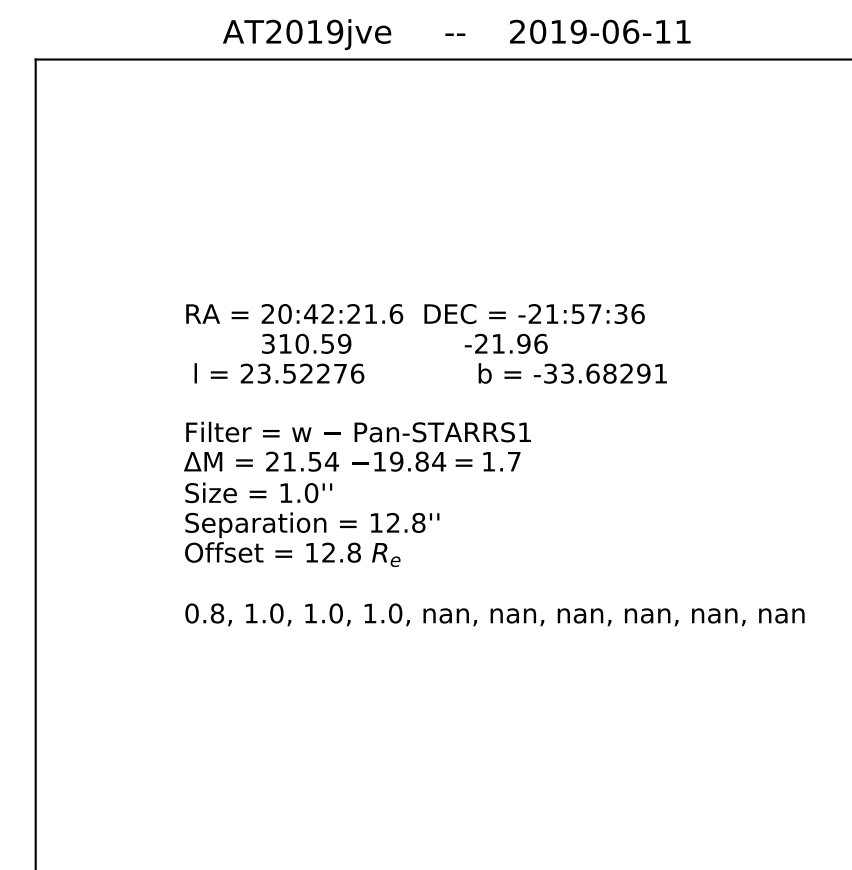 AT2019jve -- 2019-06-11
RA = 20:42:21.6 DEC = -21:57:36
310.59 -21.96
l = 23.52276 b = -33.68291
Filter = w − Pan-STARRS1
ΔM = 21.54 −19.84 = 1.7
Size = 1.0''
Separation = 12.8''
Offset = 12.8 Rₑ
0.8, 1.0, 1.0, 1.0, nan, nan, nan, nan, nan, nan